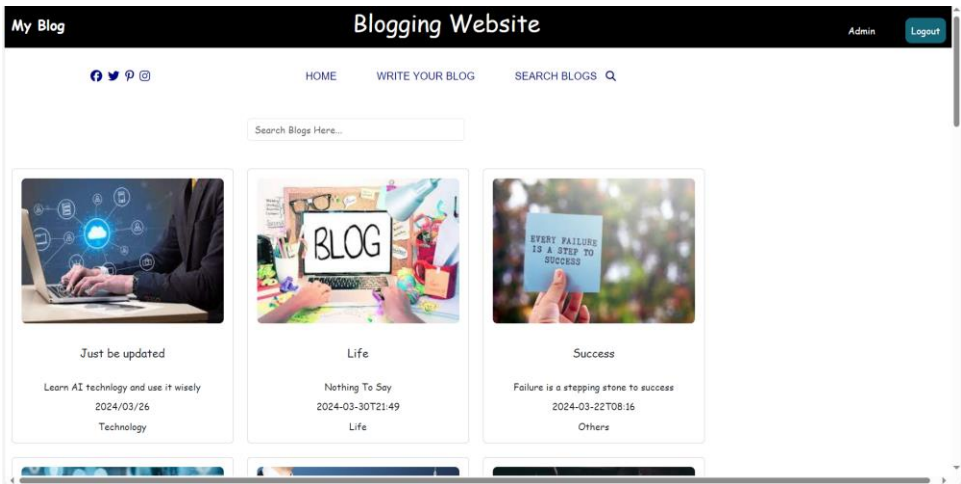 My Blog
Blogging Website
Admin
Logout
HOME
WRITE YOUR BLOG
SEARCH BLOGS
Search Blogs Here...
BLOG
EVERY FAILURE
IS A STEP TO
SUCCESS
Just be updated
Learn AI technlogy and use it wisely
2024/03/26
Technology
Life
Nothing To Say
2024-03-30T21:49
Life
Success
Failure is a stepping stone to success
2024-03-22T08:16
Others